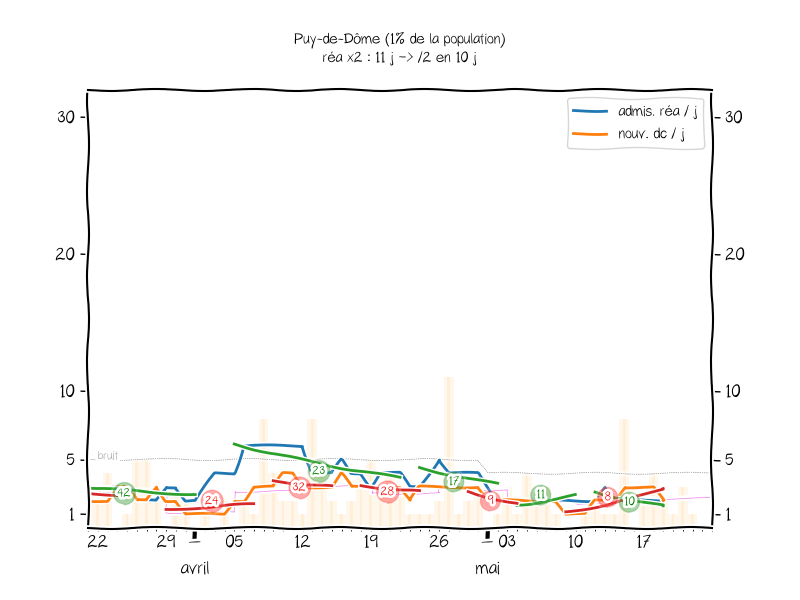 Puy-de-Dôme (1% de la population)
réa x2 : 11 j -> /2 en 10 j
admis. réa / j
nouv. dc / j
30 30
20 20
10 10
5 5
1 1
bruit
42 24 32 23 28 17 9 11 8 10
22 29 05 12 19 26 03 10 17
avril mai